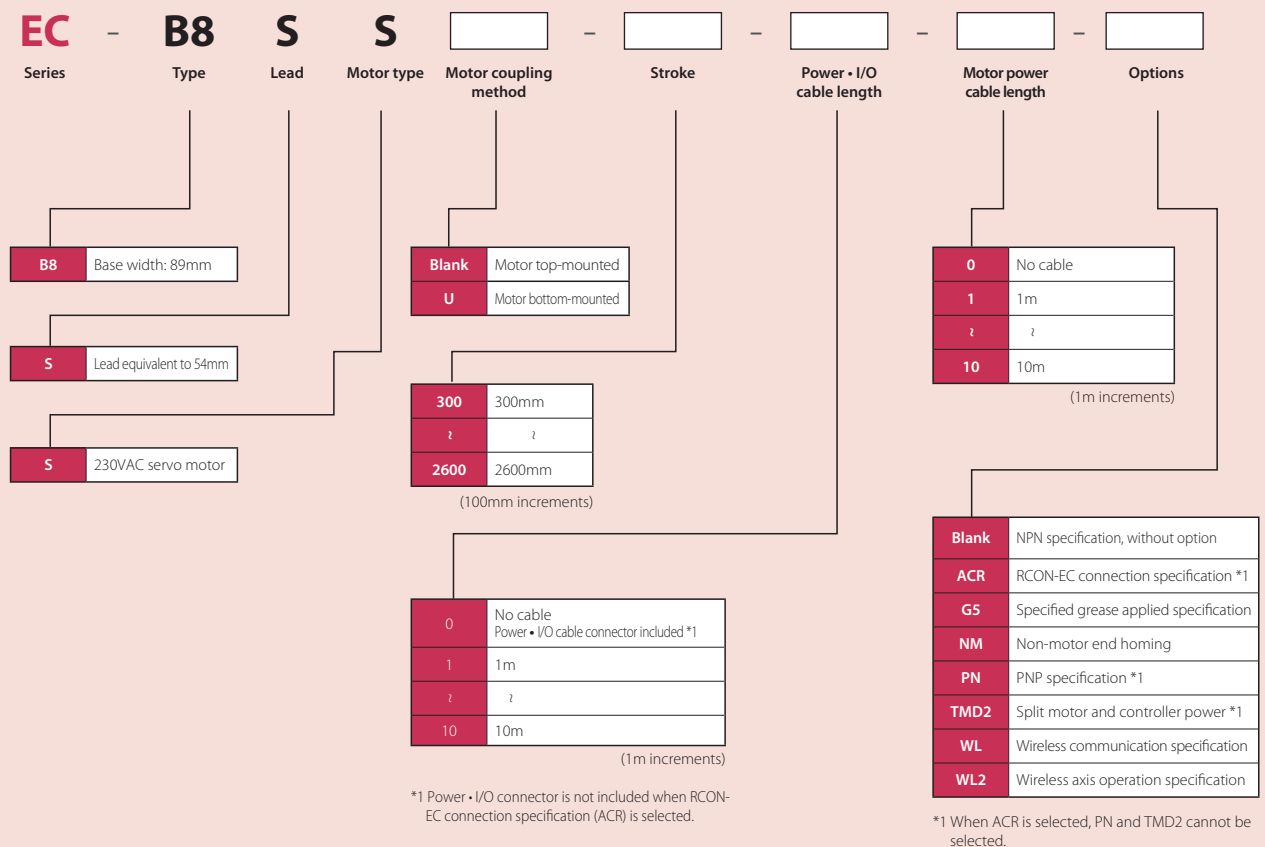 EC - B8 S S - - - -
Series Type Lead Motor type Motor coupling method Stroke Power • I/O cable length Motor power cable length Options
B8 Base width: 89mm
S Lead equivalent to 54mm
S 230VAC servo motor
Blank Motor top-mounted
U Motor bottom-mounted
300 300mm
~ ~
2600 2600mm
(100mm increments)
0 No cable
Power • I/O cable connector included *1
1 1m
~ ~
10 10m
(1m increments)
*1 Power • I/O connector is not included when RCON-
EC connection specification (ACR) is selected.
0 No cable
1 1m
~ ~
10 10m
(1m increments)
Blank NPN specification, without option
ACR RCON-EC connection specification *1
G5 Specified grease applied specification
NM Non-motor end homing
PN PNP specification *1
TMD2 Split motor and controller power *1
WL Wireless communication specification
WL2 Wireless axis operation specification
*1 When ACR is selected, PN and TMD2 cannot be
selected.